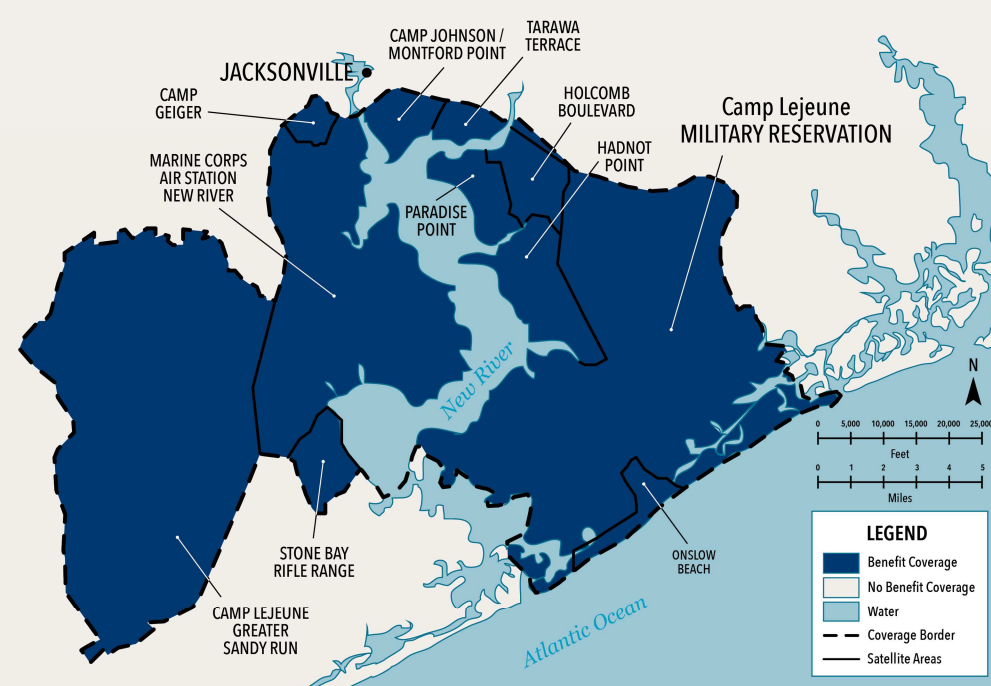 TARAWA
TERRACE
CAMP JOHNSON /
MONTFORD POINT
JACKSONVILLE
CAMP
GEIGER
HOLCOMB
BOULEVARD
Camp Lejeune
MILITARY RESERVATION
HADNOT
POINT
MARINE CORPS
AIR STATION
NEW RIVER
PARADISE
POINT
New River
N
0 5,000 10,000 15,000 20,000 25,000
Feet
0 1 2 3 4 5
Miles
STONE BAY
RIFLE RANGE
ONSLOW
BEACH
CAMP LEJEUNE
GREATER
SANDY RUN
Atlantic Ocean
LEGEND
Benefit Coverage
No Benefit Coverage
Water
Coverage Border
Satellite Areas